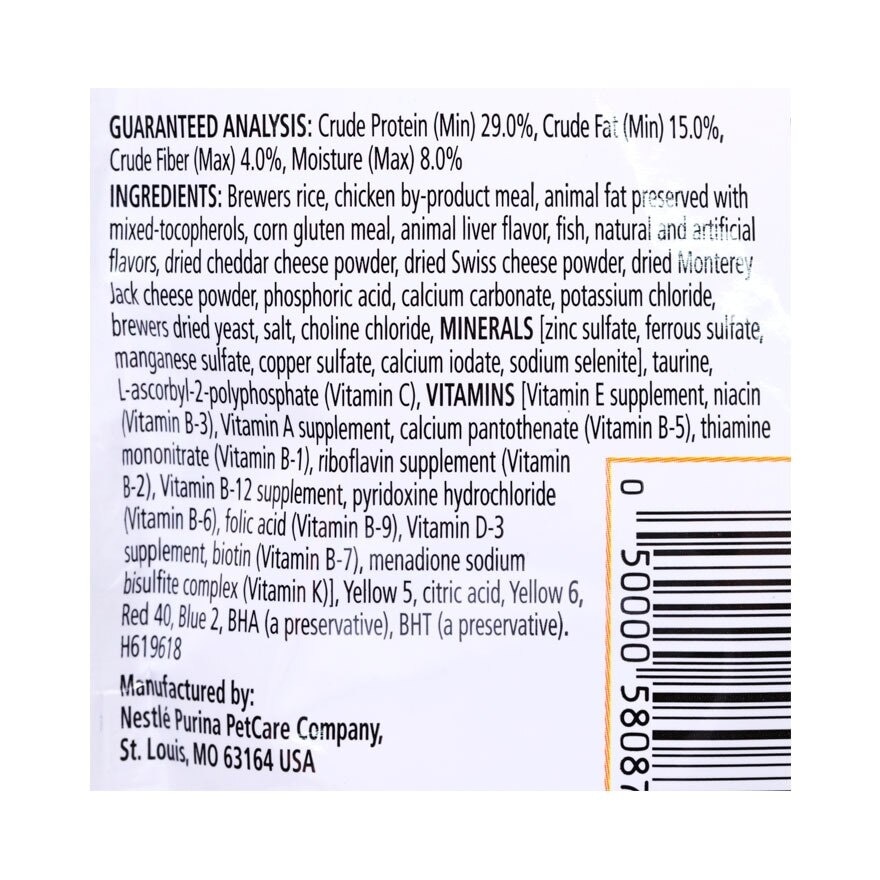 GUARANTEED ANALYSIS: Crude Protein (Min) 29.0%, Crude Fat (Min) 15.0%,
Crude Fiber (Max) 4.0%, Moisture (Max) 8.0%
INGREDIENTS: Brewers rice, chicken by-product meal, animal fat preserved with
mixed-tocopherols, corn gluten meal, animal liver flavor, fish, natural and artificial
flavors, dried cheddar cheese powder, dried Swiss cheese powder, dried Monterey
Jack cheese powder, phosphoric acid, calcium carbonate, potassium chloride,
brewers dried yeast, salt, choline chloride, MINERALS [zinc sulfate, ferrous sulfate,
manganese sulfate, copper sulfate, calcium iodate, sodium selenite], taurine,
L-ascorbyl-2-polyphosphate (Vitamin C), VITAMINS [Vitamin E supplement, niacin
(Vitamin B-3), Vitamin A supplement, calcium pantothenate (Vitamin B-5), thiamine
mononitrate (Vitamin B-1), riboflavin supplement (Vitamin
B-2), Vitamin B-12 supplement, pyridoxine hydrochloride
(Vitamin B-6), folic acid (Vitamin B-9), Vitamin D-3
supplement, biotin (Vitamin B-7), menadione sodium
bisulfite complex (Vitamin K)], Yellow 5, citric acid, Yellow 6,
Red 40, Blue 2, BHA (a preservative), BHT (a preservative).
H619618
Manufactured by:
Nestlé Purina PetCare Company,
St. Louis, MO 63164 USA
0 50000 58087